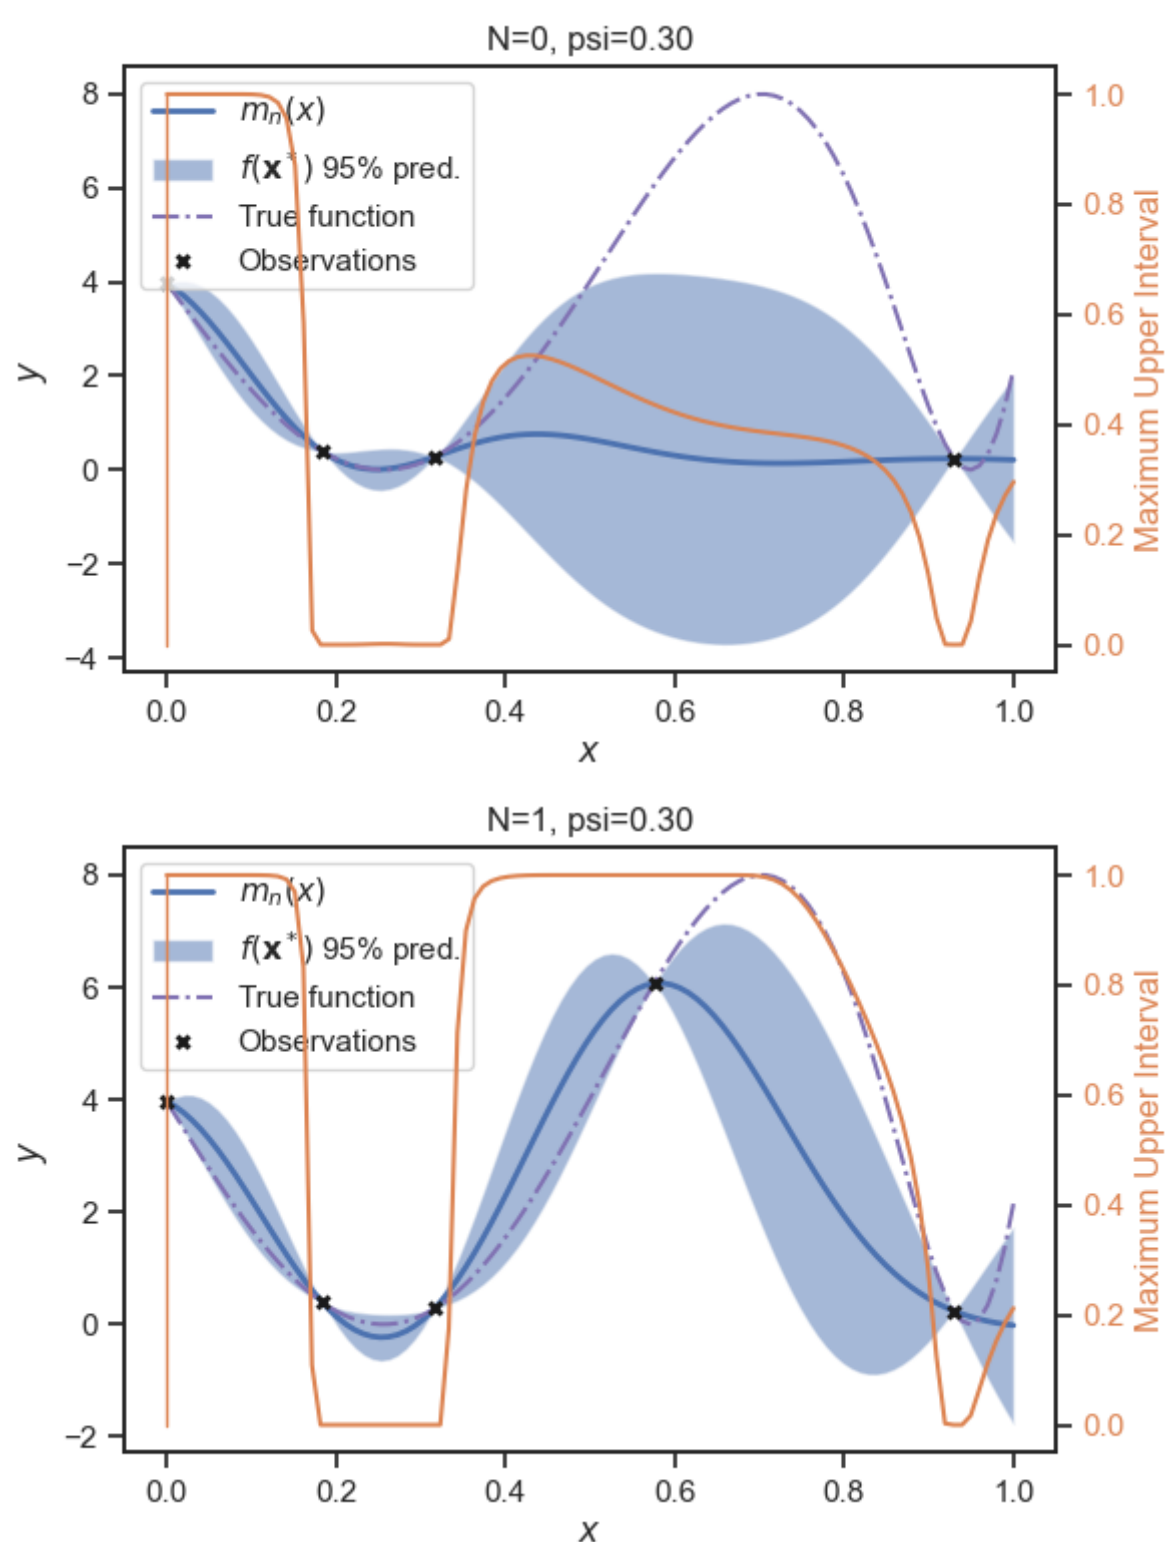 N=0, psi=0.30
8
6
4
2
0
−2
−4
y
mₙ(x)
f(x*) 95% pred.
True function
Observations
1.0
0.8
0.6
0.4
0.2
0.0
Maximum Upper Interval
0.0 0.2 0.4 0.6 0.8 1.0
x
N=1, psi=0.30
8
6
4
2
0
−2
y
mₙ(x)
f(x*) 95% pred.
True function
Observations
1.0
0.8
0.6
0.4
0.2
0.0
Maximum Upper Interval
0.0 0.2 0.4 0.6 0.8 1.0
x